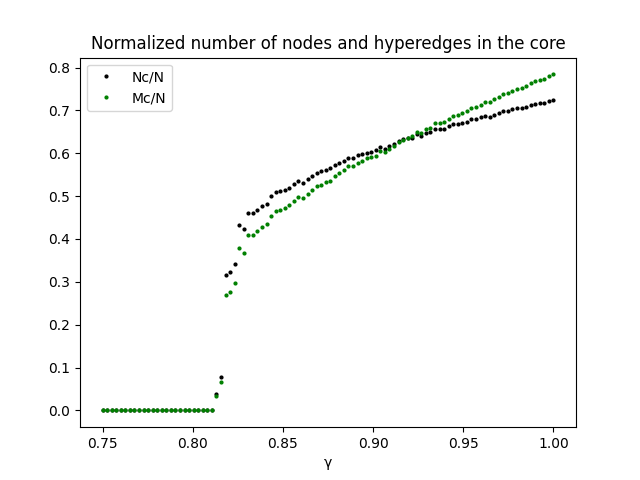 Normalized number of nodes and hyperedges in the core
Nc/N
Mc/N
0.8
0.7
0.6
0.5
0.4
0.3
0.2
0.1
0.0
0.75 0.80 0.85 0.90 0.95 1.00
γ